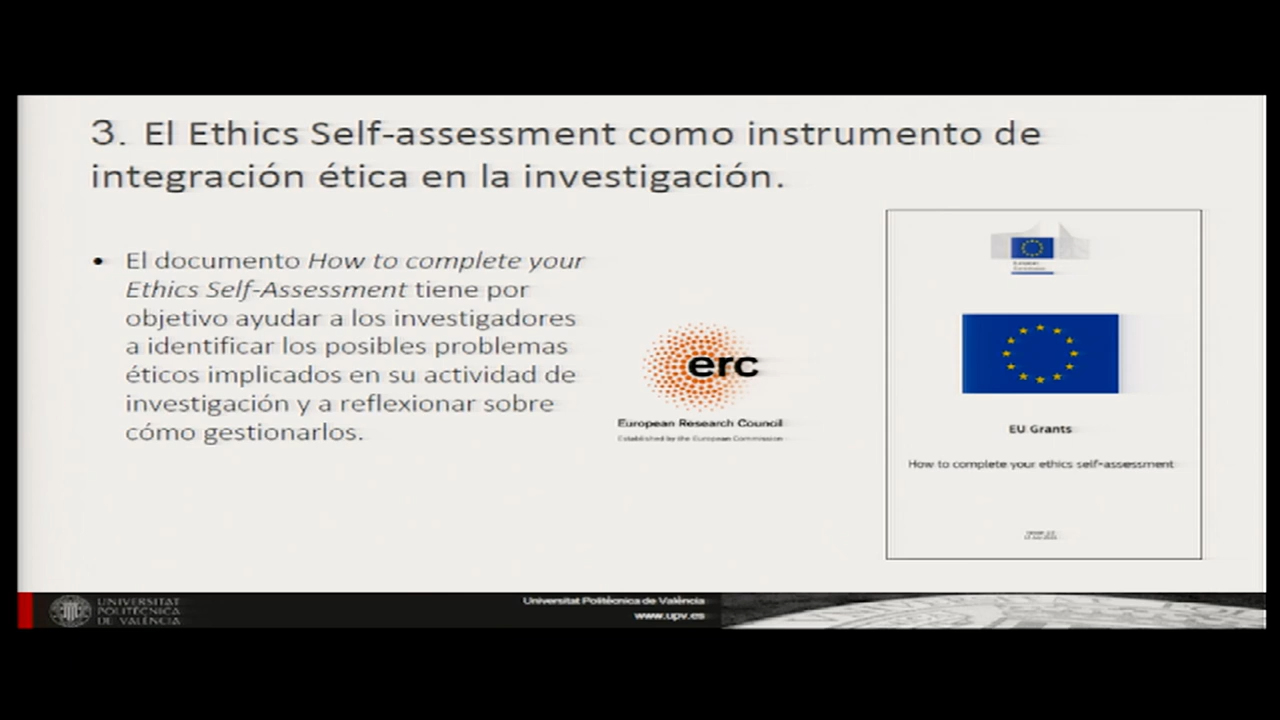 3. El Ethics Self-assessment como instrumento de
integración ética en la investigación.
• El documento How to complete your
Ethics Self-Assessment tiene por
objetivo ayudar a los investigadores
a identificar los posibles problemas
éticos implicados en su actividad de
investigación y a reflexionar sobre
cómo gestionarlos.
erc
European Research Council
Established by the European Commission
European
Commission
EU Grants
How to complete your ethics self-assessment
UNIVERSITAT
POLITÈCNICA
DE VALÈNCIA
Universitat Politècnica de València
www.upv.es